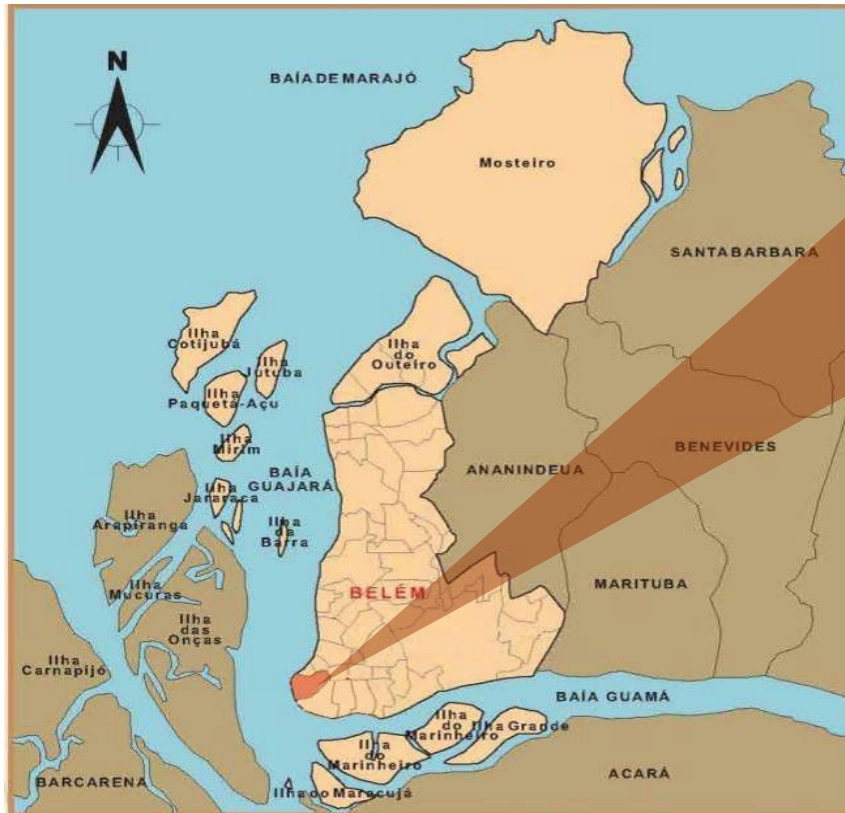 N
BAÍA DE MARAJÓ
Mosteiro
SANTABARBARA
Ilha
Cotijubá
Ilha
Jutuba
Ilha
do
Outeiro
Ilha
Paquetá-Açu
Ilha
Mirim
BAÍA
GUAJARÁ
ANANINDEUA
BENEVIDES
Ilha
Jararaca
Ilha
Arapiranga
Ilha
da
Barra
Ilha
Mucuras
BELÉM
MARITUBA
Ilha
das
Onças
Ilha
Carnapijó
BAÍA GUAMÁ
Ilha
do
Marinheiro
Ilha Grande
Ilha
do
Marinheiro
BARCARENA
Ilha do Maracujá
ACARÁ